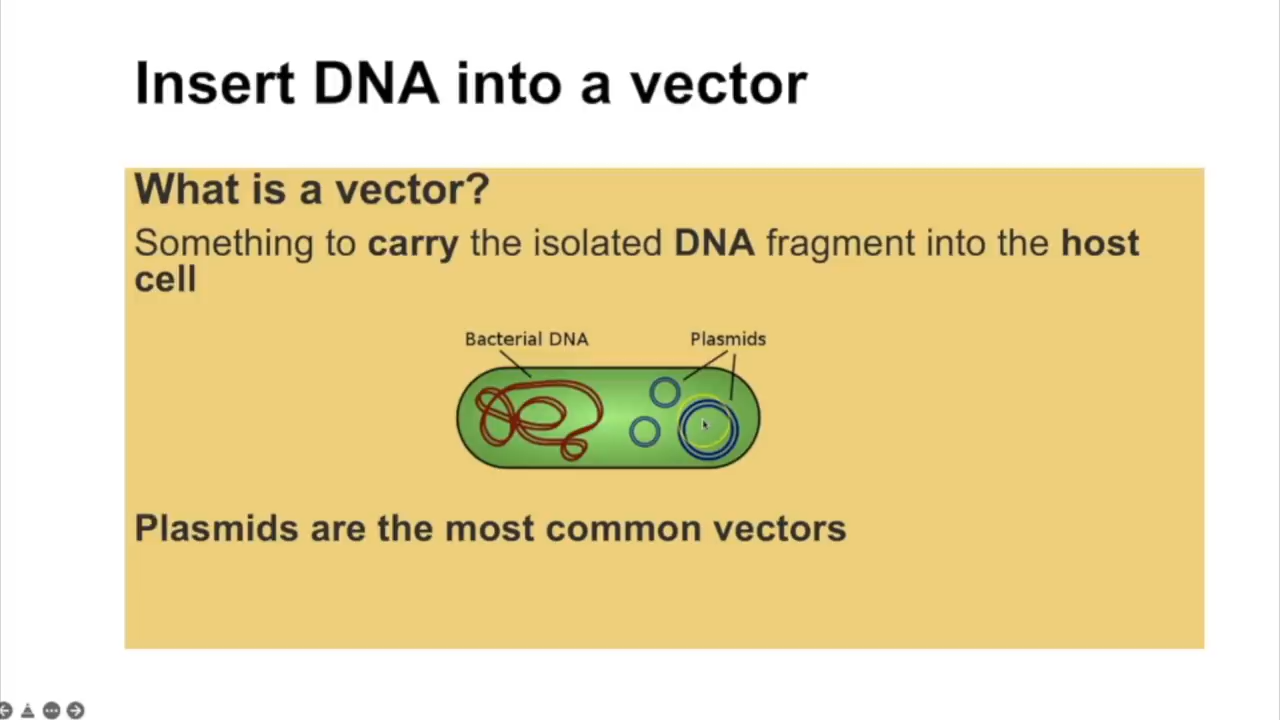 Insert DNA into a vector
What is a vector?
Something to carry the isolated DNA fragment into the host
cell
Bacterial DNA
Plasmids
Plasmids are the most common vectors